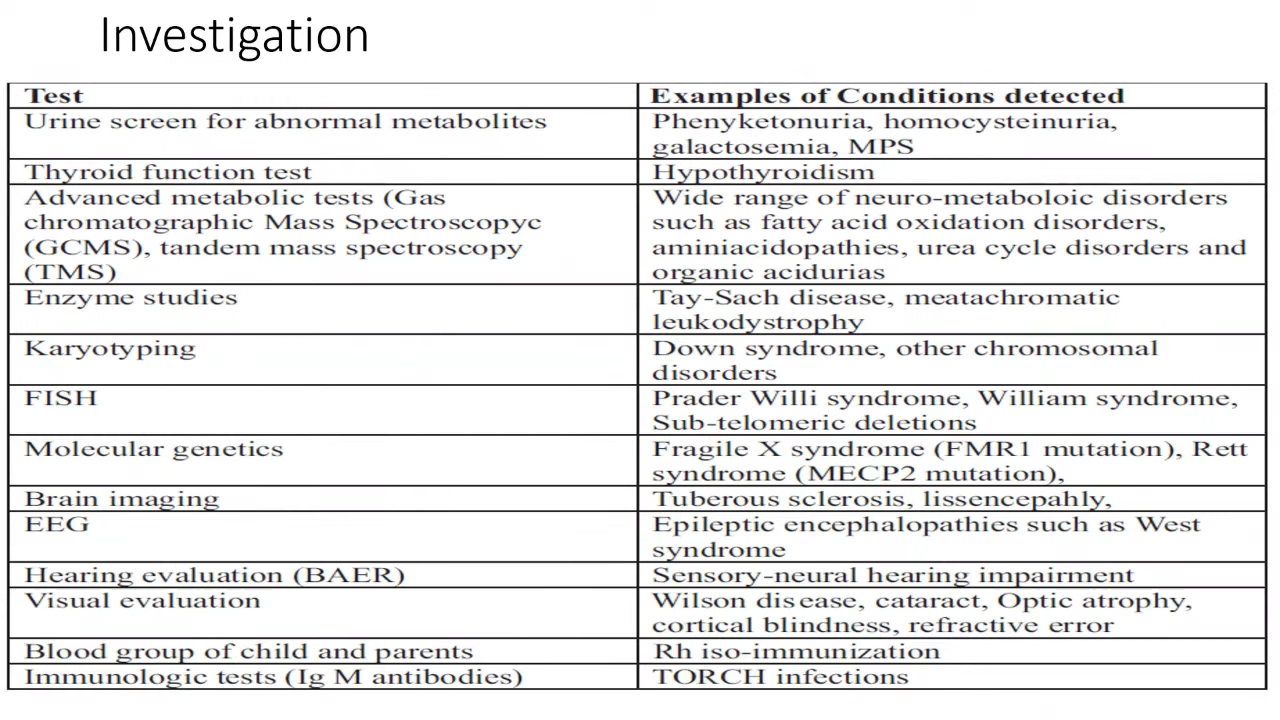 Investigation
Test
Examples of Conditions detected
Urine screen for abnormal metabolites
Phenyketonuria, homocysteinuria,
galactosemia, MPS
Thyroid function test
Hypothyroidism
Advanced metabolic tests (Gas
chromatographic Mass Spectroscopyc
(GCMS), tandem mass spectroscopy
(TMS)
Wide range of neuro-metaboloic disorders
such as fatty acid oxidation disorders,
aminiacidopathies, urea cycle disorders and
organic acidurias
Enzyme studies
Tay-Sach disease, meatachromatic
leukodystrophy
Karyotyping
Down syndrome, other chromosomal
disorders
FISH
Prader Willi syndrome, William syndrome,
Sub-telomeric deletions
Molecular genetics
Fragile X syndrome (FMR1 mutation), Rett
syndrome (MECP2 mutation),
Brain imaging
Tuberous sclerosis, lissencepahly,
EEG
Epileptic encephalopathies such as West
syndrome
Hearing evaluation (BAER)
Sensory-neural hearing impairment
Visual evaluation
Wilson disease, cataract, Optic atrophy,
cortical blindness, refractive error
Blood group of child and parents
Rh iso-immunization
Immunologic tests (Ig M antibodies)
TORCH infections